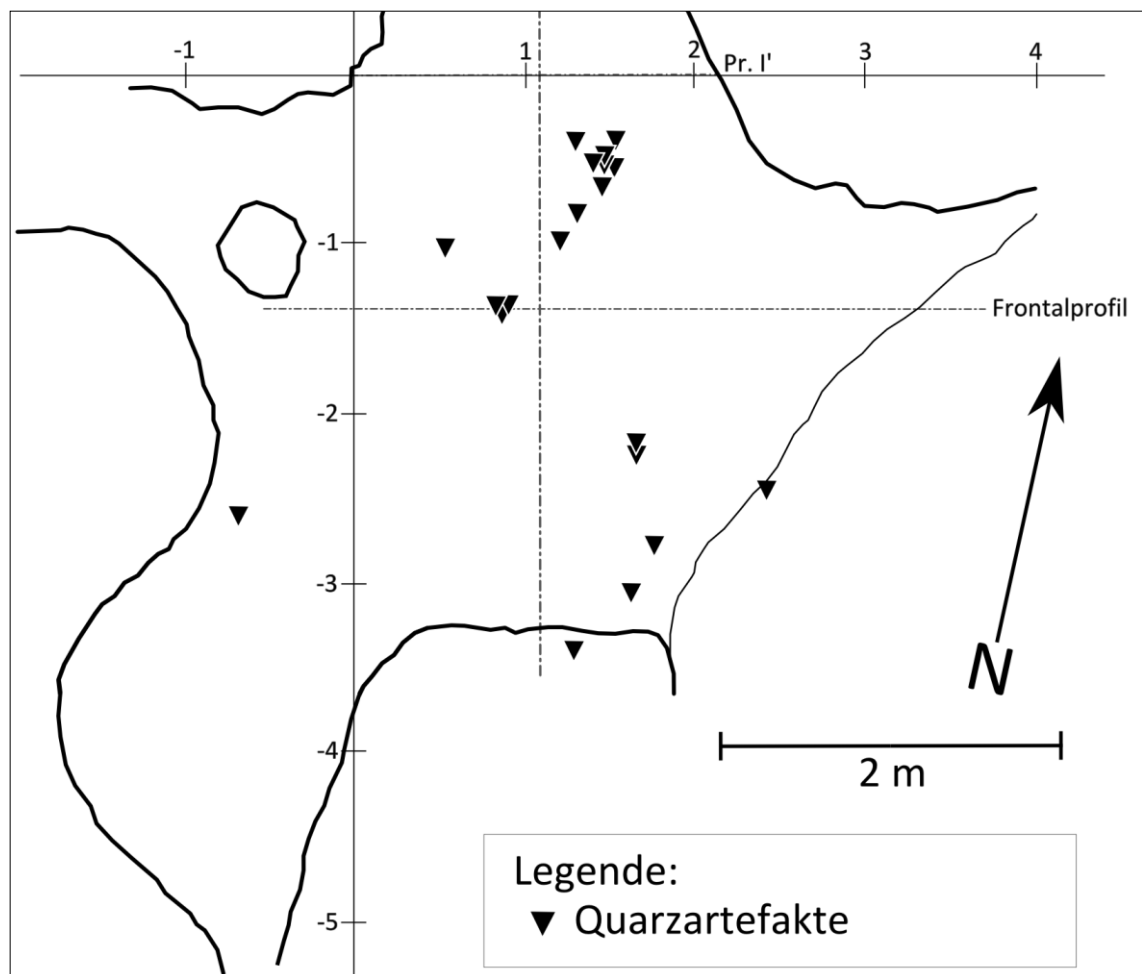 -1 1 2 3 4
Pr. I'
-1
Frontalprofil
-2
-3
N
-4
2 m
Legende:
Quarzartefakte
-5